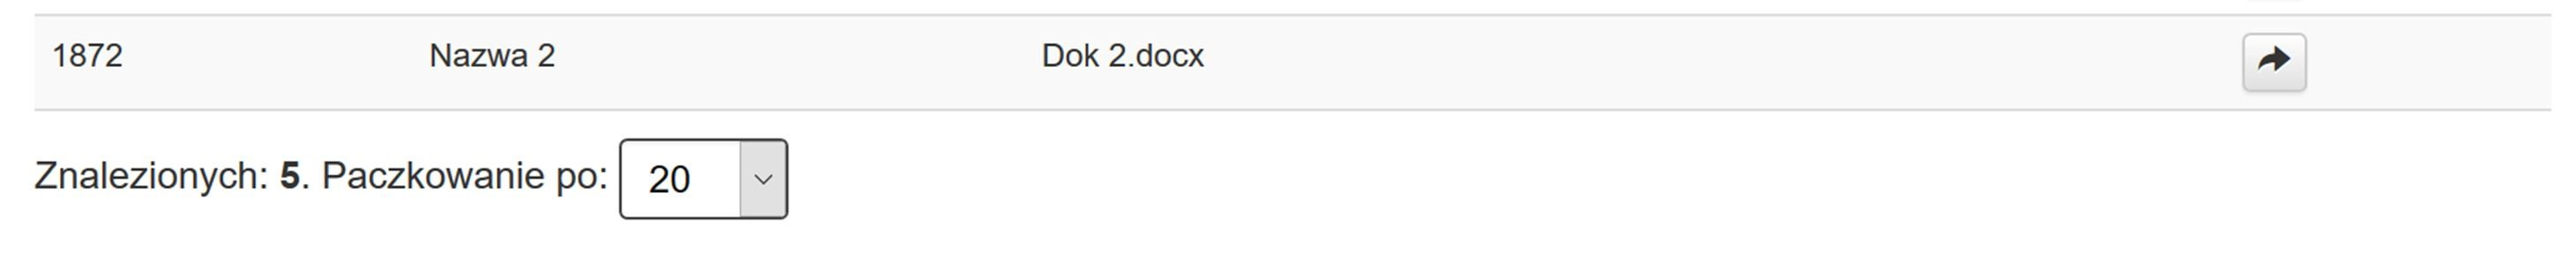 1872 Nazwa 2 Dok 2.docx
Znalezionych: 5. Paczkowanie po: 20